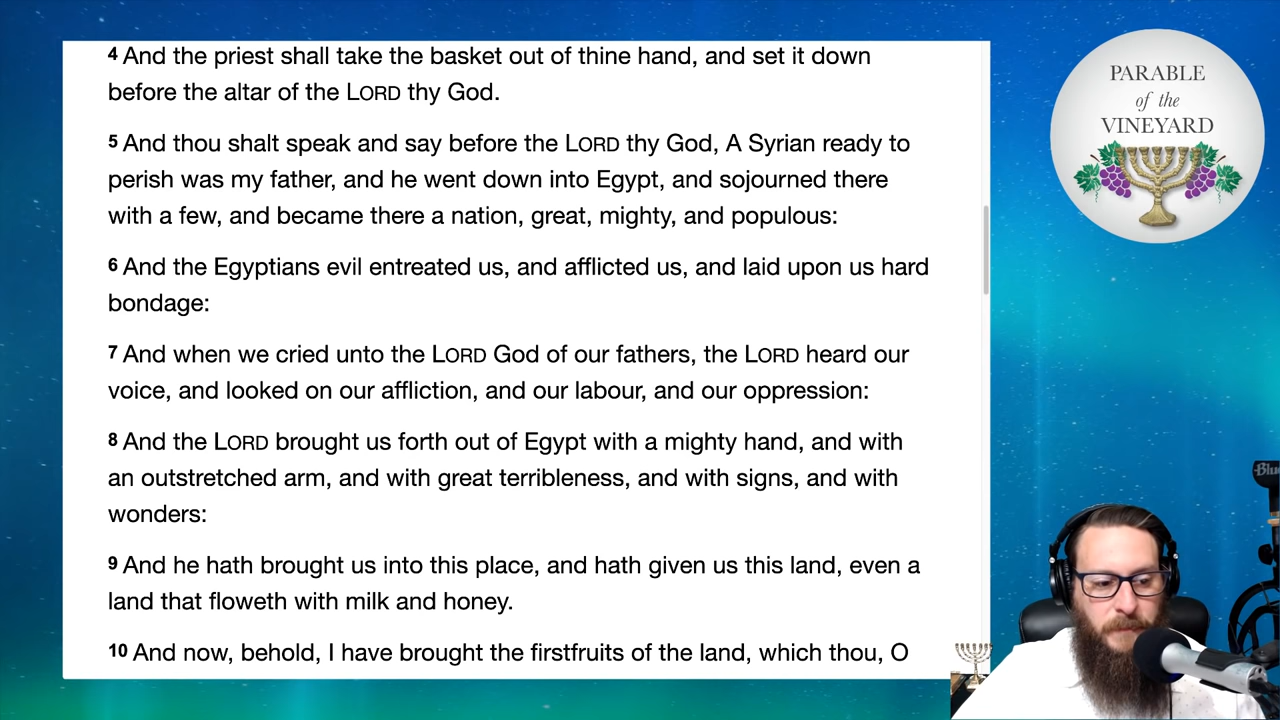 4 And the priest shall take the basket out of thine hand, and set it down
before the altar of the LORD thy God.
5 And thou shalt speak and say before the LORD thy God, A Syrian ready to
perish was my father, and he went down into Egypt, and sojourned there
with a few, and became there a nation, great, mighty, and populous:
6 And the Egyptians evil entreated us, and afflicted us, and laid upon us hard
bondage:
7 And when we cried unto the LORD God of our fathers, the LORD heard our
voice, and looked on our affliction, and our labour, and our oppression:
8 And the LORD brought us forth out of Egypt with a mighty hand, and with
an outstretched arm, and with great terribleness, and with signs, and with
wonders:
9 And he hath brought us into this place, and hath given us this land, even a
land that floweth with milk and honey.
10 And now, behold, I have brought the firstfruits of the land, which thou, O
PARABLE
of the
VINEYARD
Blue